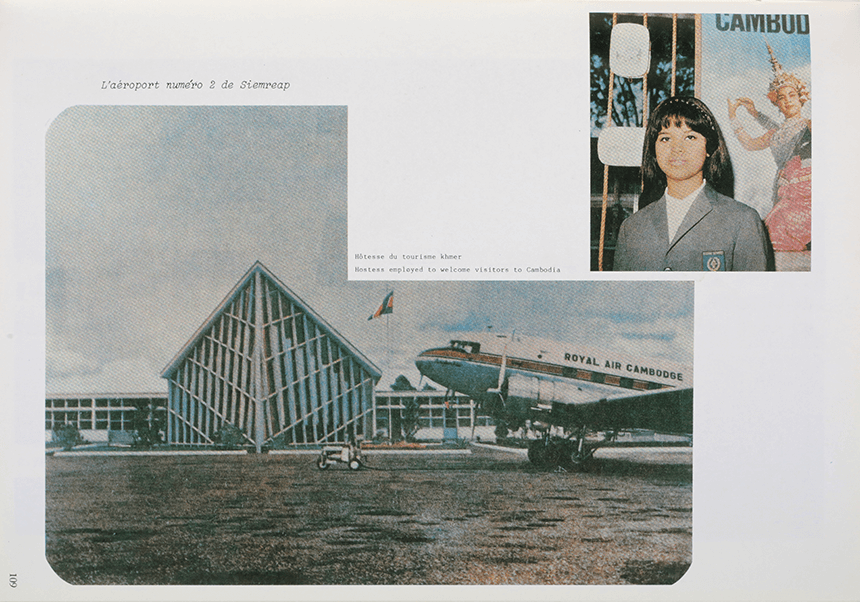 CAMBOD
L'aéroport numéro 2 de Siemreap
Hôtesse du tourisme khmer
Hostess employed to welcome visitors to Cambodia
ROYAL AIR CAMBODGE
109